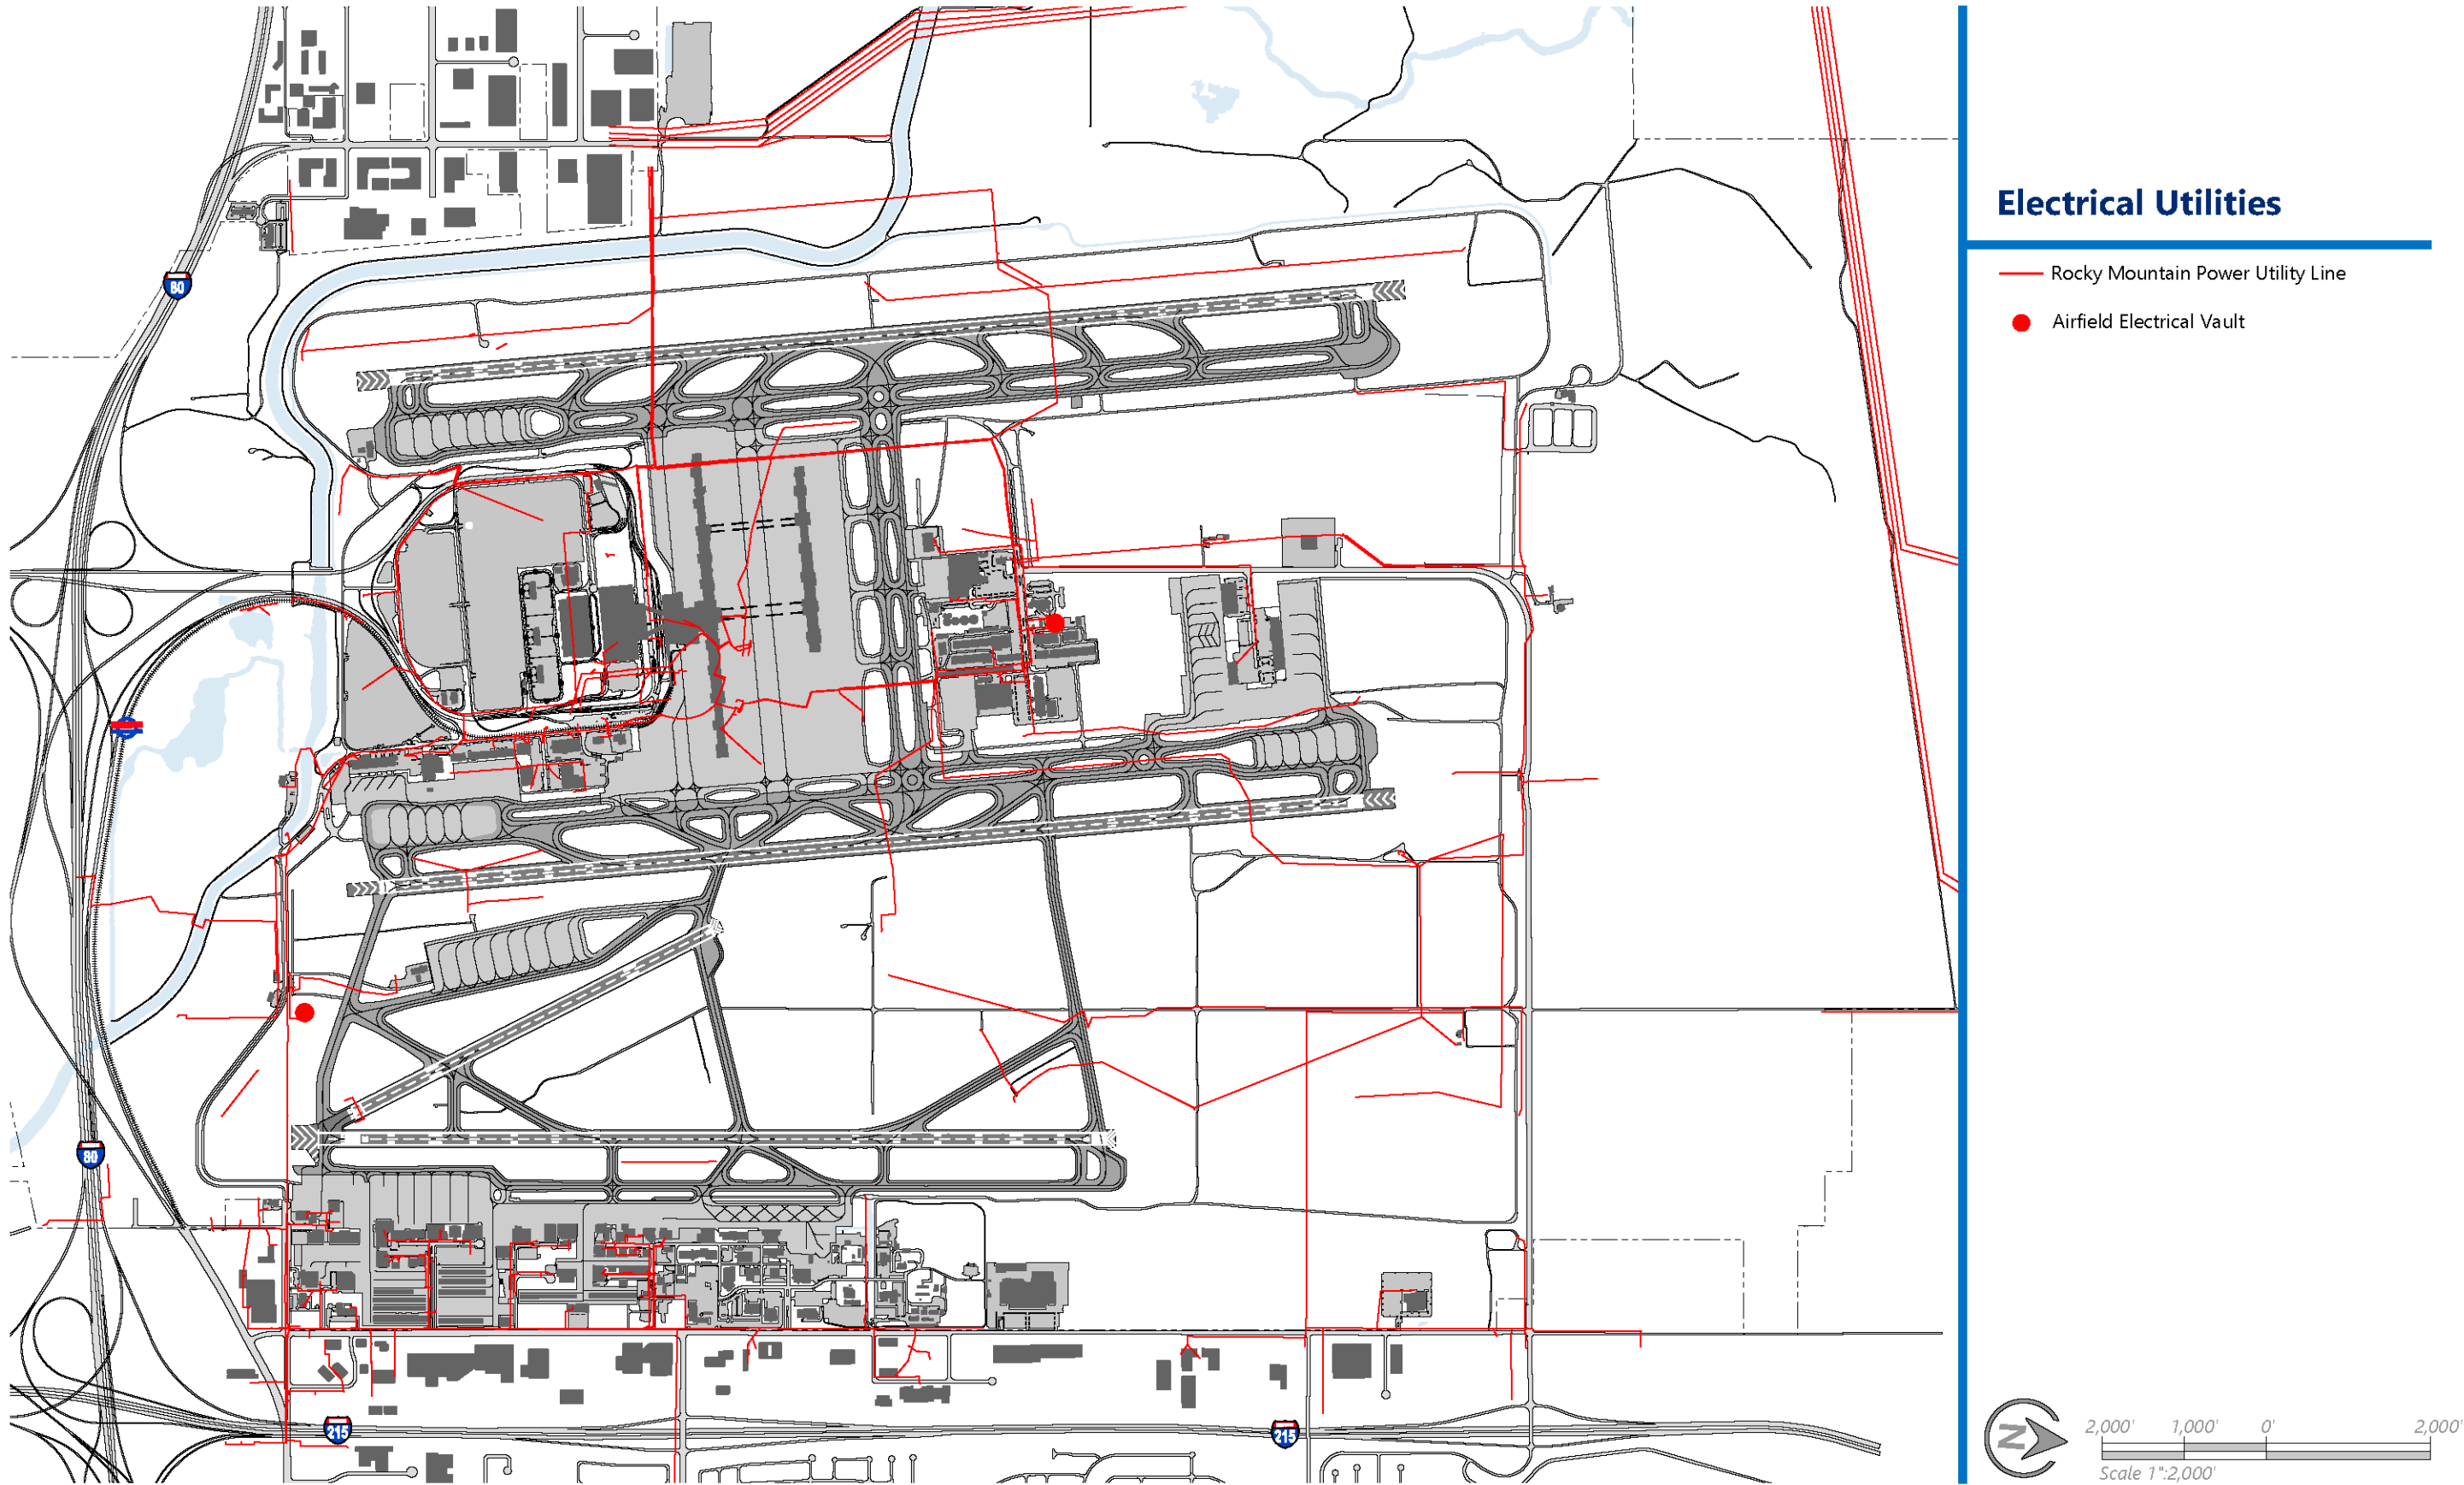 Electrical Utilities
Rocky Mountain Power Utility Line
Airfield Electrical Vault
80
80
215
215
N
2,000' 1,000' 0' 2,000'
Scale 1":2,000'